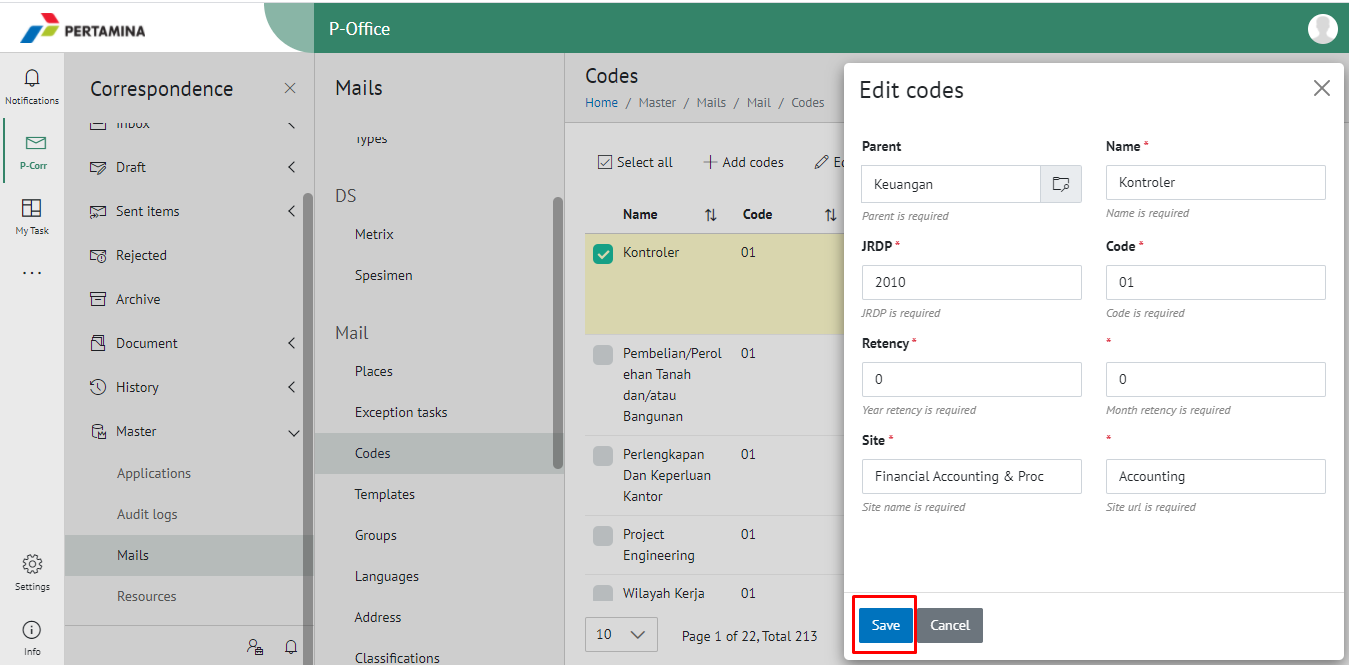 PERTAMINA
P-Office
Notifications
P-Corr
My Task
Settings
Info
Correspondence
Inbox
Draft
Sent items
Rejected
Archive
Document
History
Master
Applications
Audit logs
Mails
Resources
Mails
Types
DS
Metrix
Spesimen
Mail
Places
Exception tasks
Codes
Templates
Groups
Languages
Address
Classifications
Codes
Home / Master / Mails / Mail / Codes
Select all
Add codes
Name Code
Kontroler 01
Pembelian/Perol 01
ehan Tanah
dan/atau
Bangunan
Perlengkapan 01
Dan Keperluan
Kantor
Project 01
Engineering
Wilayah Kerja 01
10 Page 1 of 22, Total 213
Edit codes
Parent Name *
Keuangan Kontroler
Parent is required Name is required
JRDP * Code *
2010 01
JRDP is required Code is required
Retency * *
0 0
Year retency is required Month retency is required
Site * *
Financial Accounting & Proc Accounting
Site name is required Site url is required
Save Cancel